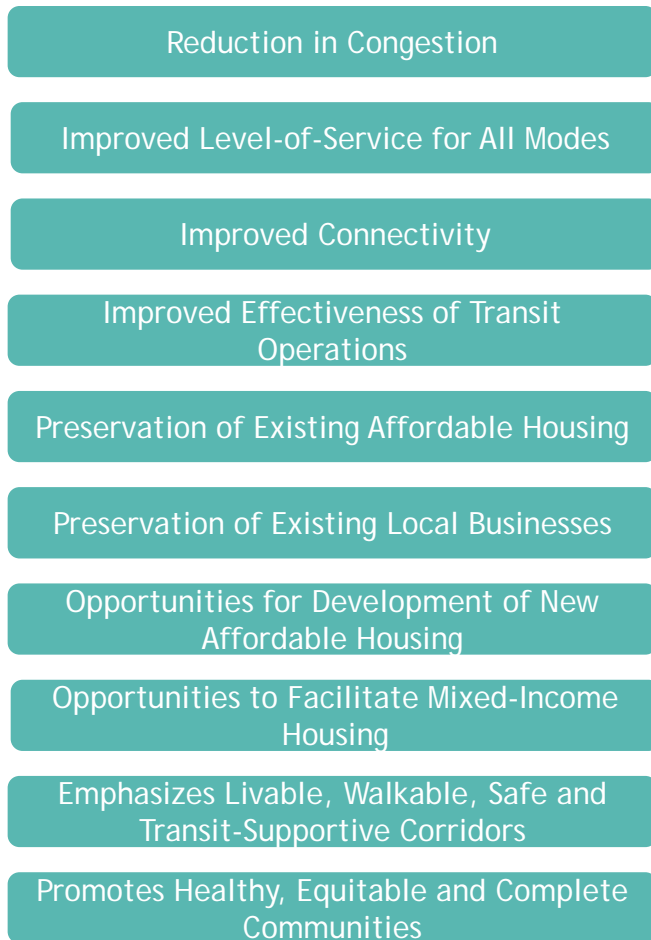 Reduction in Congestion
Improved Level-of-Service for All Modes
Improved Connectivity
Improved Effectiveness of Transit
Operations
Preservation of Existing Affordable Housing
Preservation of Existing Local Businesses
Opportunities for Development of New
Affordable Housing
Opportunities to Facilitate Mixed-Income
Housing
Emphasizes Livable, Walkable, Safe and
Transit-Supportive Corridors
Promotes Healthy, Equitable and Complete
Communities